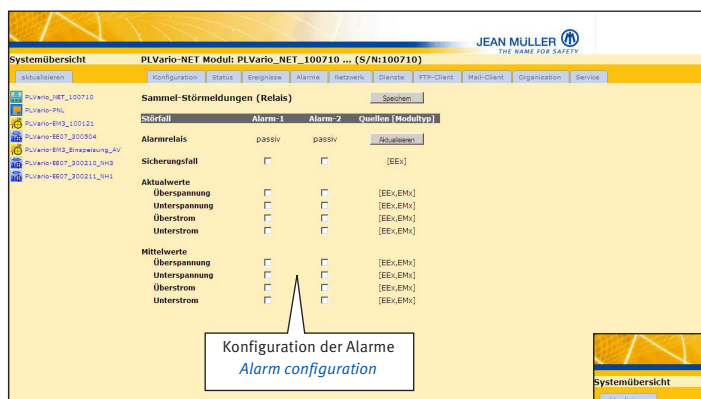 JEAN MÜLLER
THE NAME FOR SAFETY
Systemübersicht
PLVario-NET Modul: PLVario_NET_100710 ... (S/N:100710)
aktualisieren
Konfiguration Status Ereignisse Alarme Netzwerk Dienste FTP-Client Mail-Client Organisation Service
PLVario_NET_100710
PLVario-PNL
PLVario-EM3_100121
PLVario-EE07_300504
PLVario-EM3_Einspeisung_AV
PLVario-EE07_300210_NH3
PLVario-EE07_300211_NH1
Sammel-Störmeldungen (Relais) Speichern
Störfall Alarm-1 Alarm-2 Quellen [Modultyp]
Alarmrelais passiv passiv Aktualisieren
Sicherungsfall [EEx]
Aktualwerte
Überspannung [EEx,EMx]
Unterspannung [EEx,EMx]
Überstrom [EEx,EMx]
Unterstrom [EEx,EMx]
Mittelwerte
Überspannung [EEx,EMx]
Unterspannung [EEx,EMx]
Überstrom [EEx,EMx]
Unterstrom [EEx,EMx]
Konfiguration der Alarme
Alarm configuration
Systemübersicht